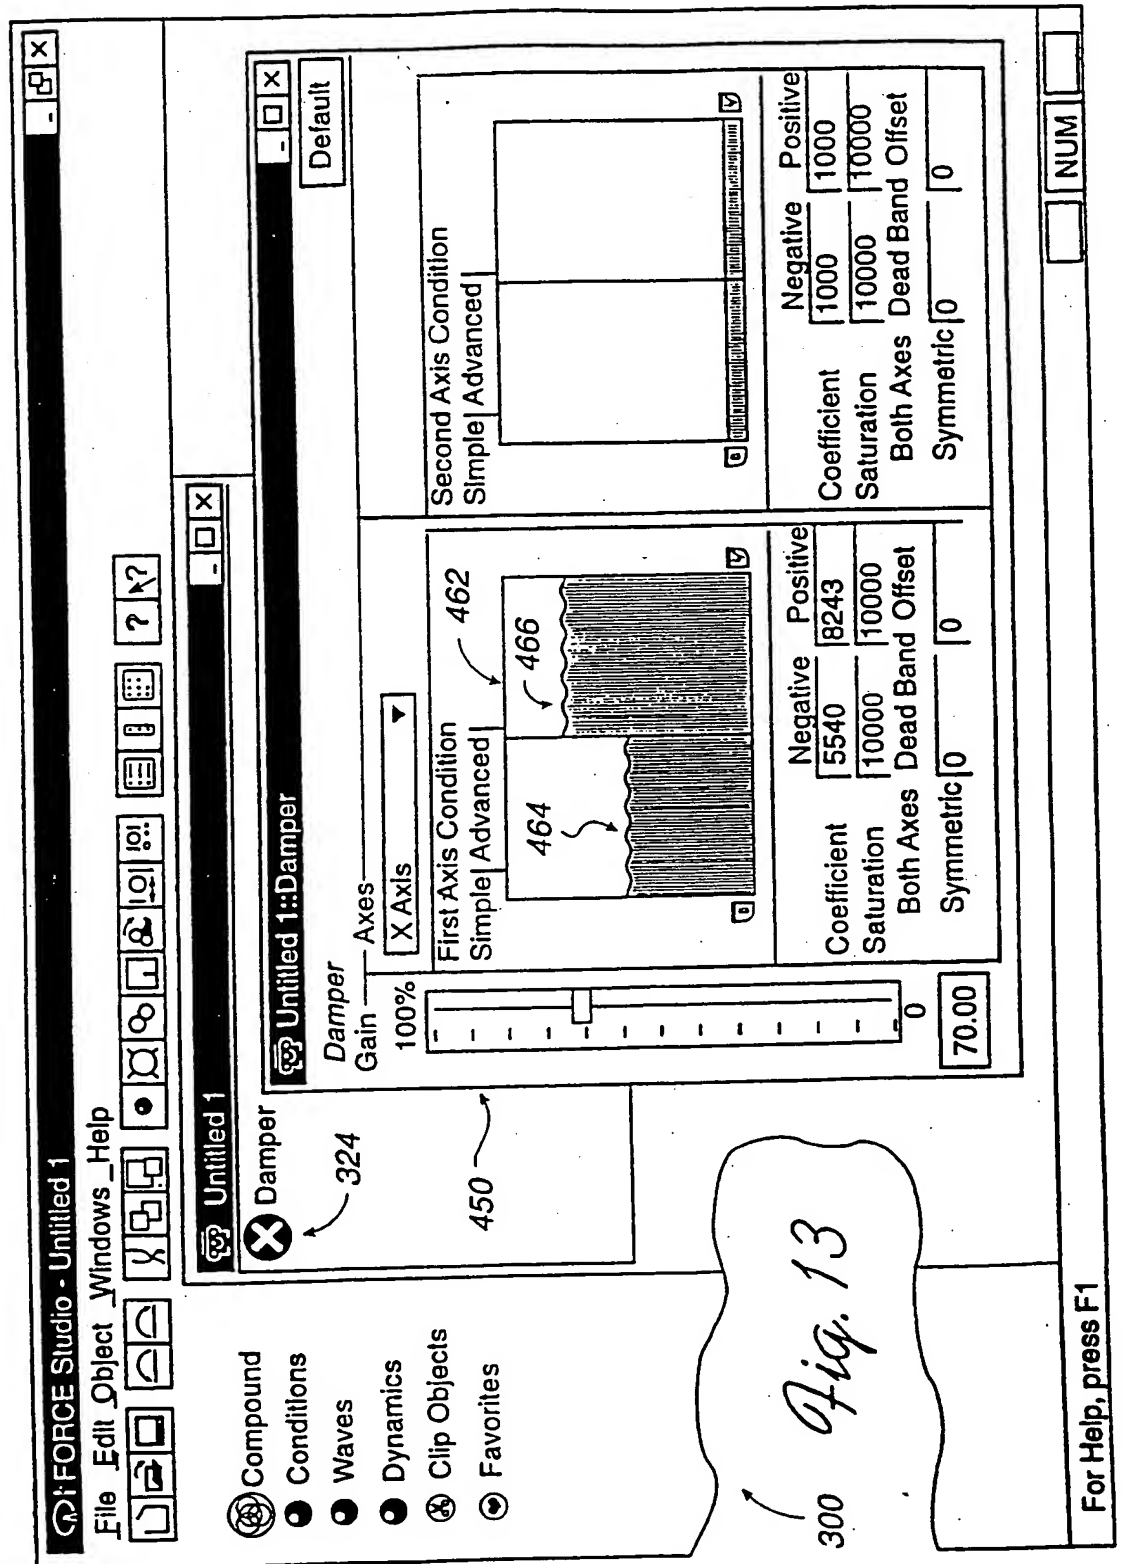 iFORCE Studio - Untitled 1
File Edit Object Windows Help
? ?
Compound
Conditions
Waves
Dynamics
Clip Objects
Favorites
Untitled 1
Damper
324
450
Untitled 1::Damper
Default
Damper
Gain
Axes
100%
0
70.00
X Axis
First Axis Condition
Simple Advanced
462
464
466
Negative Positive
Coefficient 5540 8243
Saturation 10000 10000
Both Axes Dead Band Offset
Symmetric 0 0
Second Axis Condition
Simple Advanced
Negative Positive
Coefficient 1000 1000
Saturation 10000 10000
Both Axes Dead Band Offset
Symmetric 0 0
300
Fig. 13
For Help, press F1
NUM